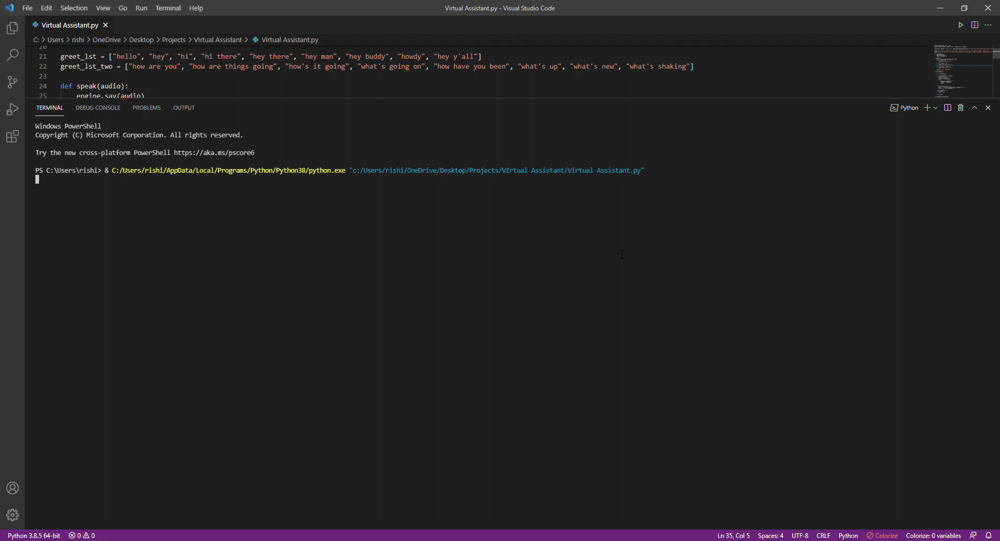 File Edit Selection View Go Run Terminal Help
Virtual Assistant.py - Visual Studio Code
Virtual Assistant.py
C: > Users > rishi > OneDrive > Desktop > Projects > VIrtual Assistant > Virtual Assistant.py
20
21 greet_lst = ["hello", "hey", "hi", "hi there", "hey there", "hey man", "hey buddy", "howdy", "hey y'all"]
22 greet_lst_two = ["how are you", "how are things going", "how's it going", "what's going on", "how have you been", "what's up", "what's new", "what's shaking"]
23
24 def speak(audio):
25 engine.say(audio)
TERMINAL DEBUG CONSOLE PROBLEMS OUTPUT
Python
Windows PowerShell
Copyright (C) Microsoft Corporation. All rights reserved.
Try the new cross-platform PowerShell https://aka.ms/pscore6
PS C:\Users\rishi> & C:/Users/rishi/AppData/Local/Programs/Python/Python38/python.exe "c:/Users/rishi/OneDrive/Desktop/Projects/VIrtual Assistant/Virtual Assistant.py"
Python 3.8.5 64-bit 0 0 Ln 35, Col 5 Spaces: 4 UTF-8 CRLF Python Colorize Colorize: 0 variables